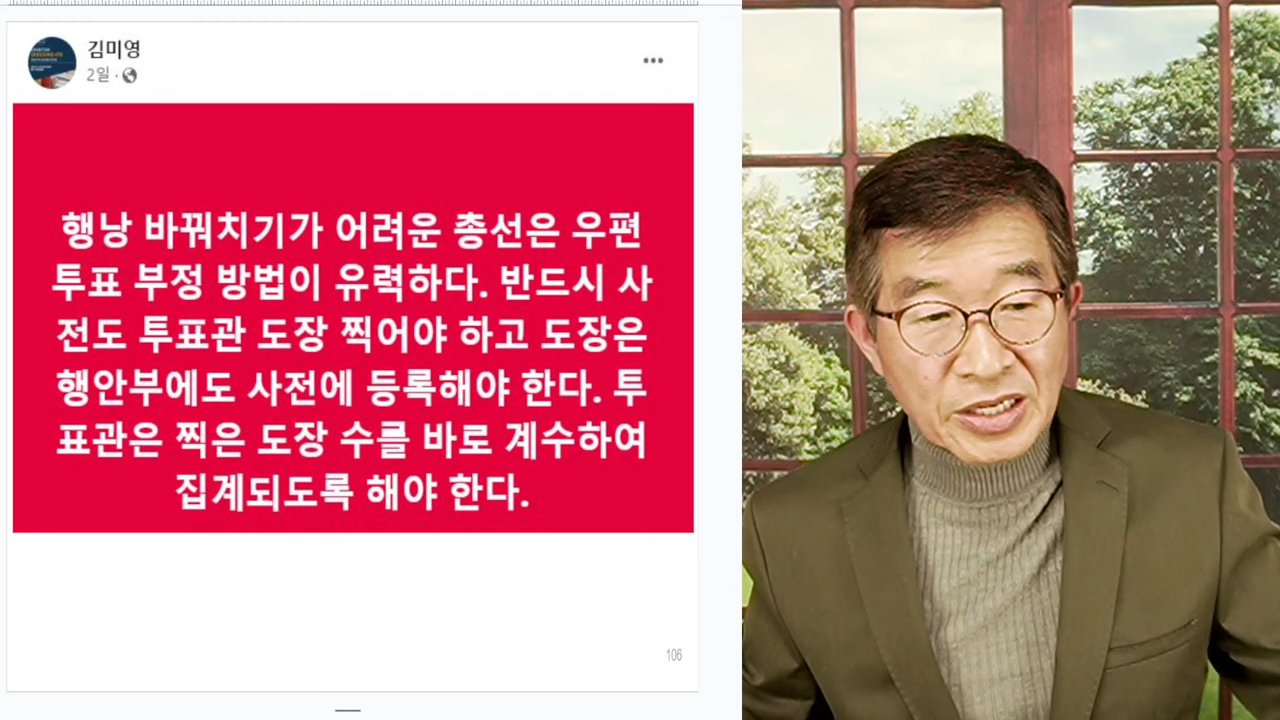 김미영
2일
행낭 바꿔치기가 어려운 총선은 우편
투표 부정 방법이 유력하다. 반드시 사
전도 투표관 도장 찍어야 하고 도장은
행안부에도 사전에 등록해야 한다. 투
표관은 찍은 도장 수를 바로 계수하여
집계되도록 해야 한다.
106